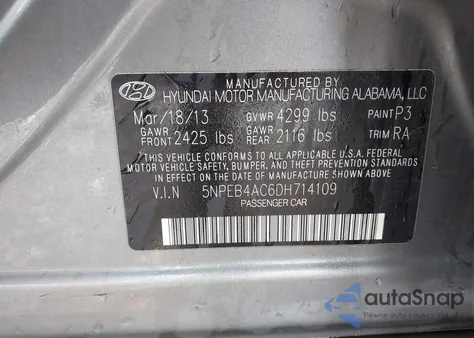 MANUFACTURED BY
HYUNDAI MOTOR MANUFACTURING ALABAMA, LLC
Mar/18/13 GVWR 4299 lbs PAINT P3
GAWR FRONT 2425 lbs GAWR REAR 2116 lbs TRIM RA
THIS VEHICLE CONFORMS TO ALL APPLICABLE U.S.A. FEDERAL
MOTOR VEHICLE SAFETY, BUMPER, AND THEFT PREVENTION
STANDARDS IN EFFECT ON THE DATE OF MANUFACTURE SHOWN ABOVE.
V.I.N 5NPEB4AC6DH714109
PASSENGER CAR
autoSnap
Pewne auto z